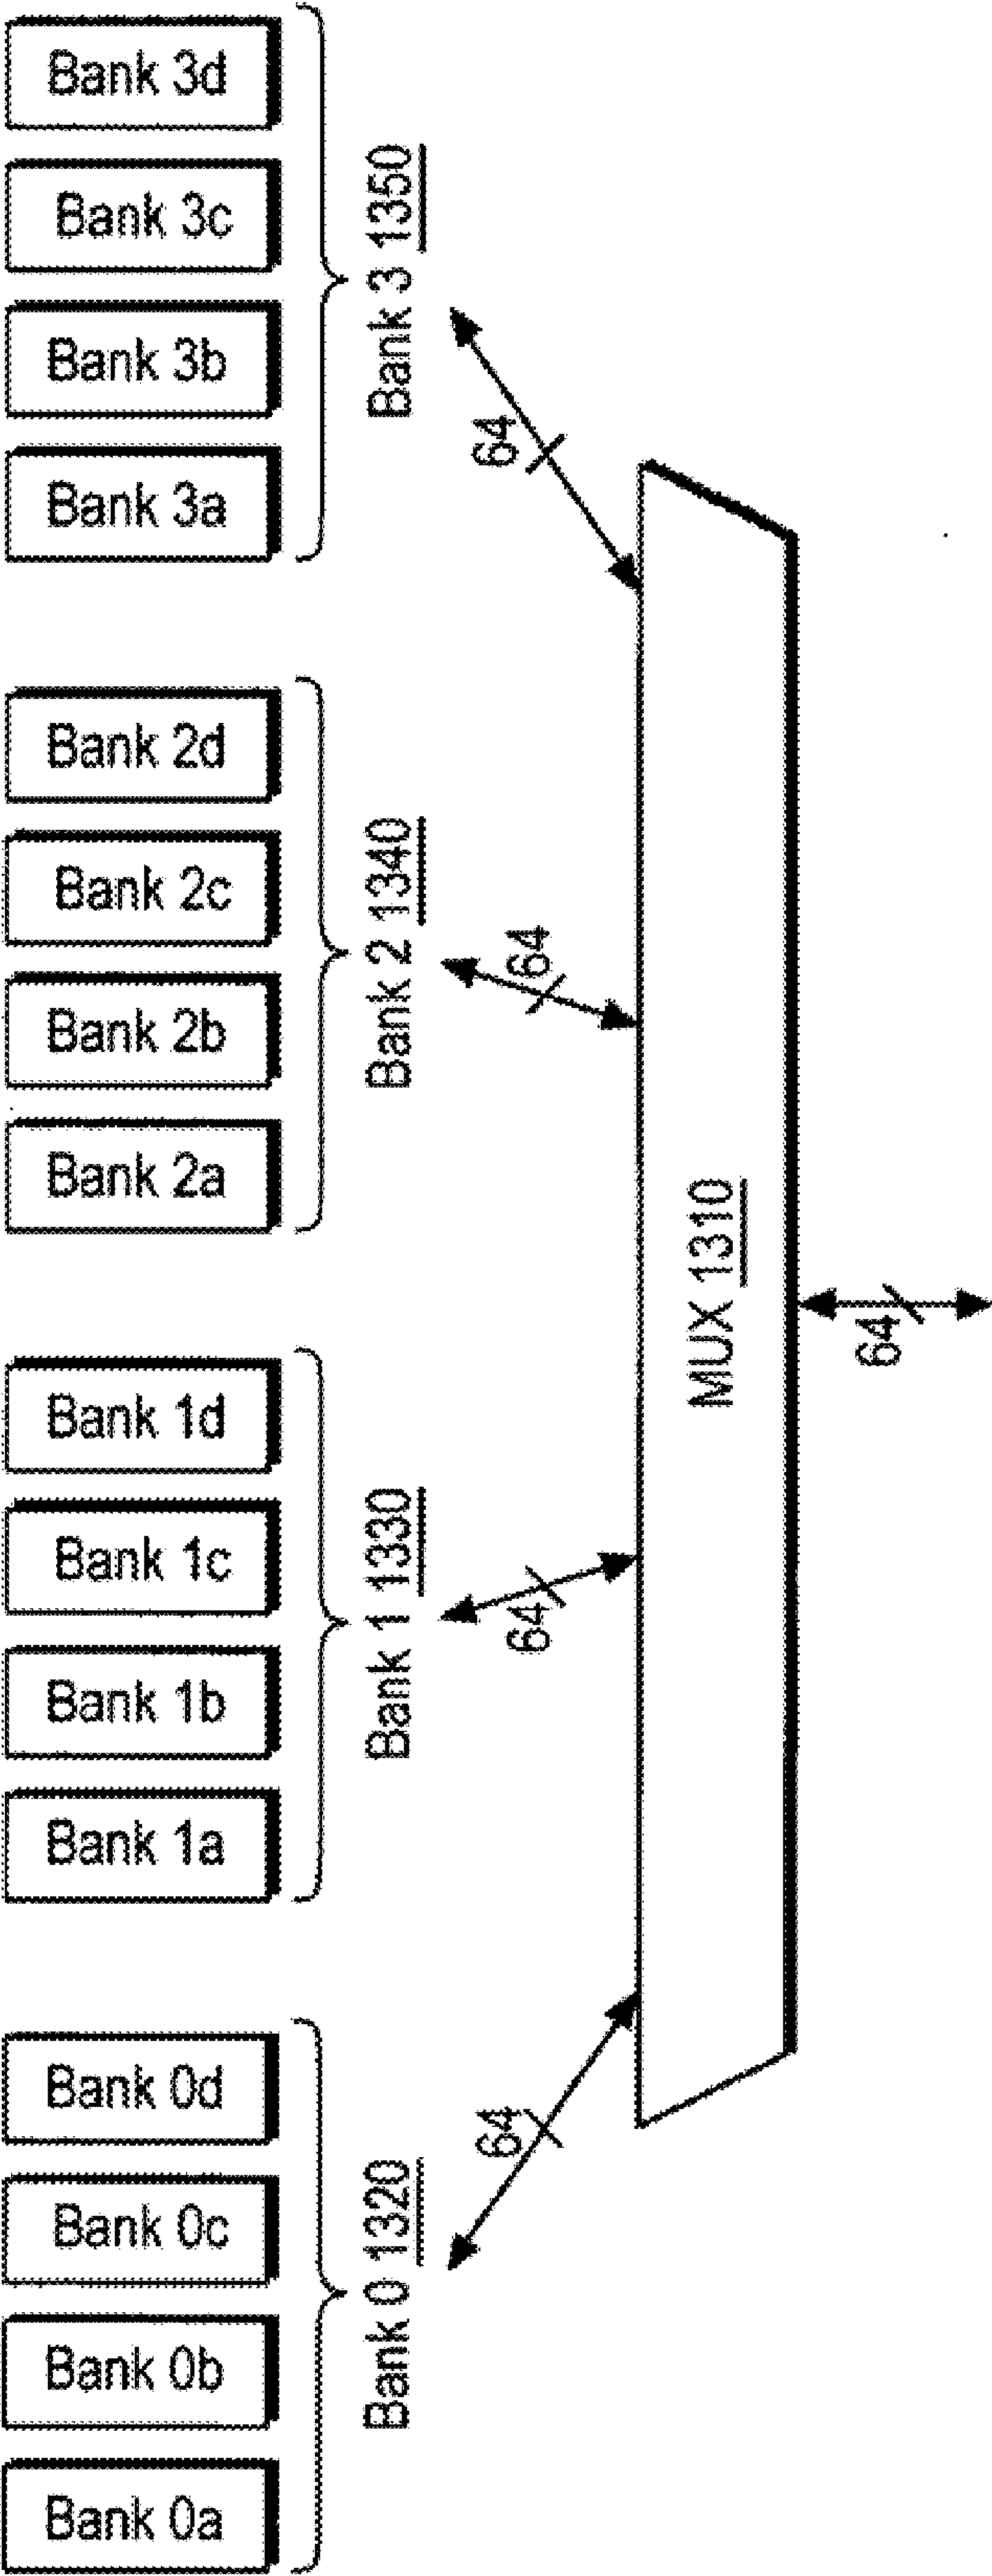 Bank 0a
Bank 0b
Bank 0c
Bank 0d
Bank 1a
Bank 1b
Bank 1c
Bank 1d
Bank 2a
Bank 2b
Bank 2c
Bank 2d
Bank 3a
Bank 3b
Bank 3c
Bank 3d
Bank 0 1320
Bank 1 1330
Bank 2 1340
Bank 3 1350
64
64
64
64
MUX 1310
64